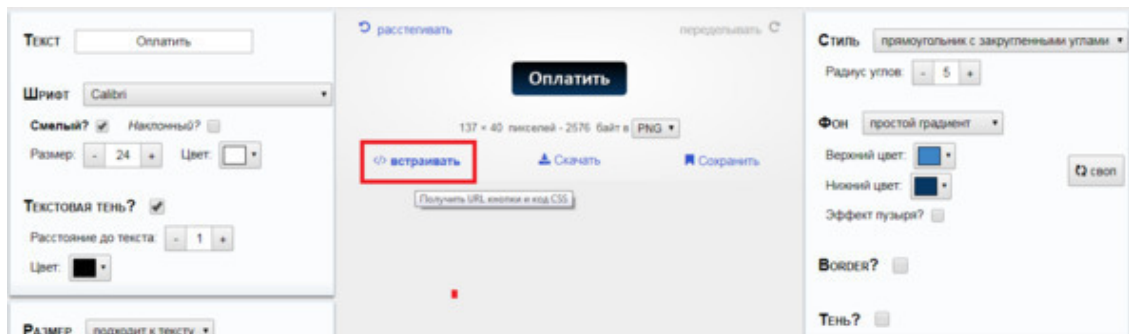 Текст Оплатить
Шрифт Calibri
Смелый? Наклонный?
Размер: - 24 + Цвет:
Текстовая тень?
Расстояние до текста: - 1 +
Цвет:
Размер подходит к тексту
расстегивать переделывать
Оплатить
137 × 40 пикселей - 2576 байт в PNG
</> встраивать Скачать Сохранить
Получить URL кнопки и код CSS
Стиль прямоугольник с закругленными углами
Радиус углов: - 5 +
Фон простой градиент
Верхний цвет:
Нижний цвет:
своп
Эффект пузыря?
Border?
Тень?